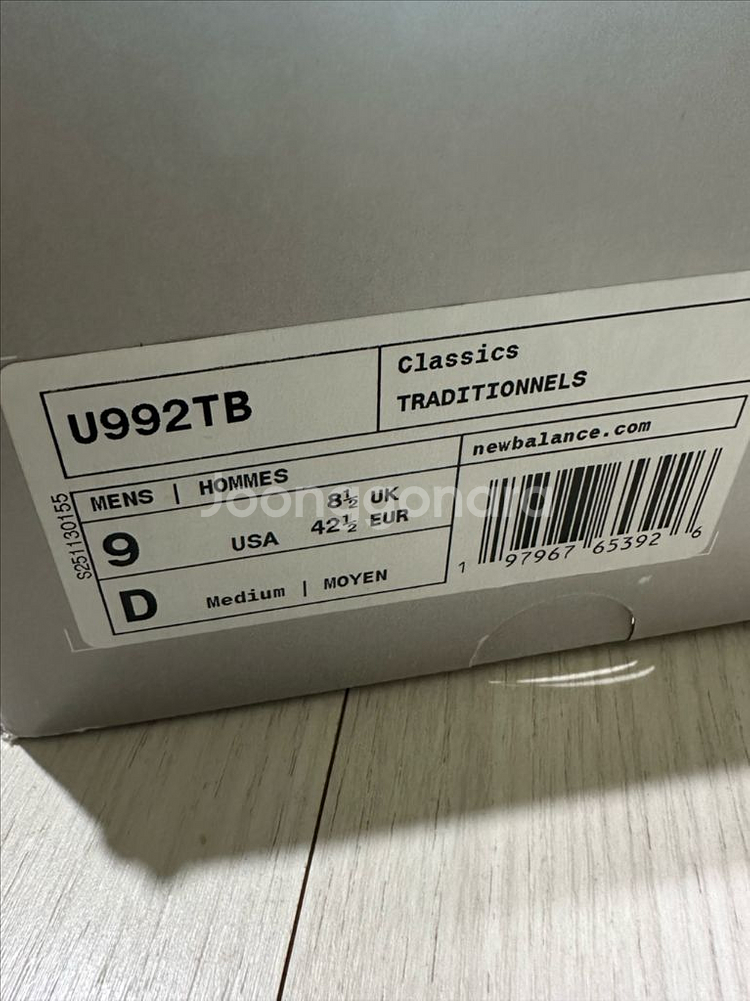 U992TB
Classics
TRADITIONNELS
newbalance.com
MENS | HOMMES
9 USA
8½ UK
42½ EUR
D Medium | MOYEN
S251130155
1 97967 65392 6
Joonggonara